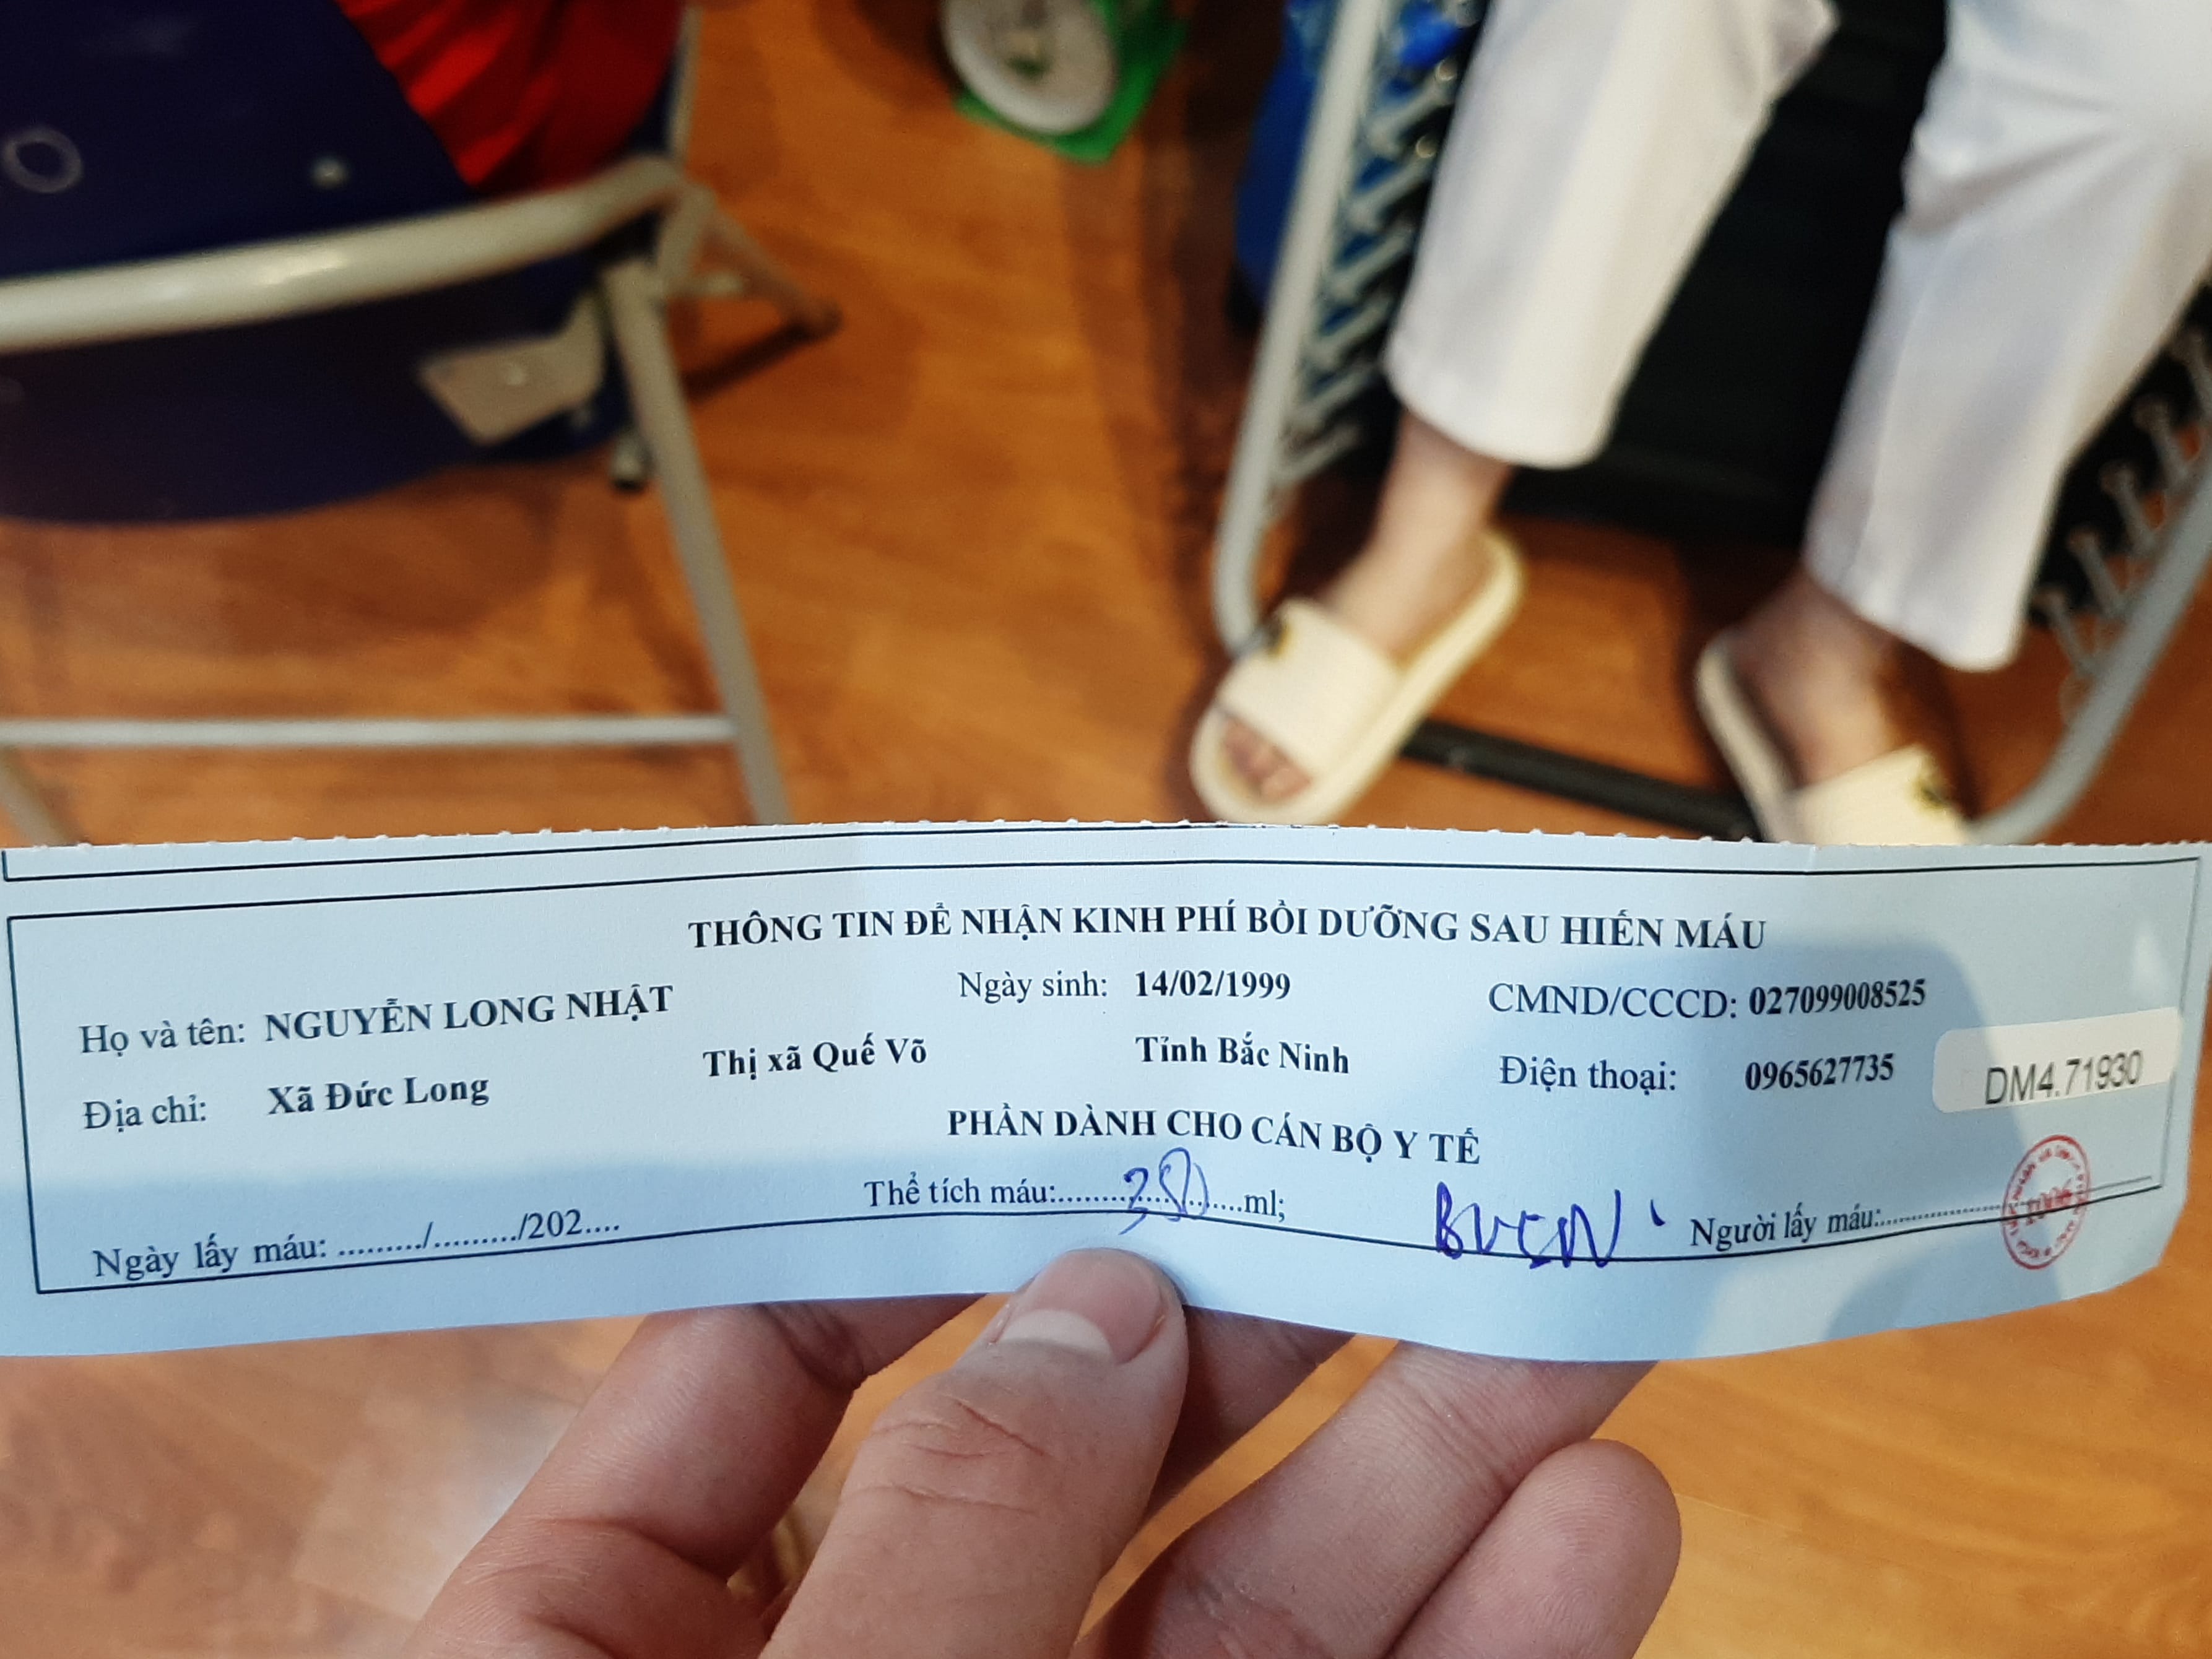 THÔNG TIN ĐỂ NHẬN KINH PHÍ BỒI DƯỠNG SAU HIẾN MÁU
Họ và tên: NGUYỄN LONG NHẬT Ngày sinh: 14/02/1999 CMND/CCCD: 027099008525
Địa chỉ: Xã Đức Long Thị xã Quế Võ Tỉnh Bắc Ninh Điện thoại: 0965627735
DM4.71930
PHẦN DÀNH CHO CÁN BỘ Y TẾ
Ngày lấy máu: ........./........./202.... Thể tích máu:........350......ml; Người lấy máu:................